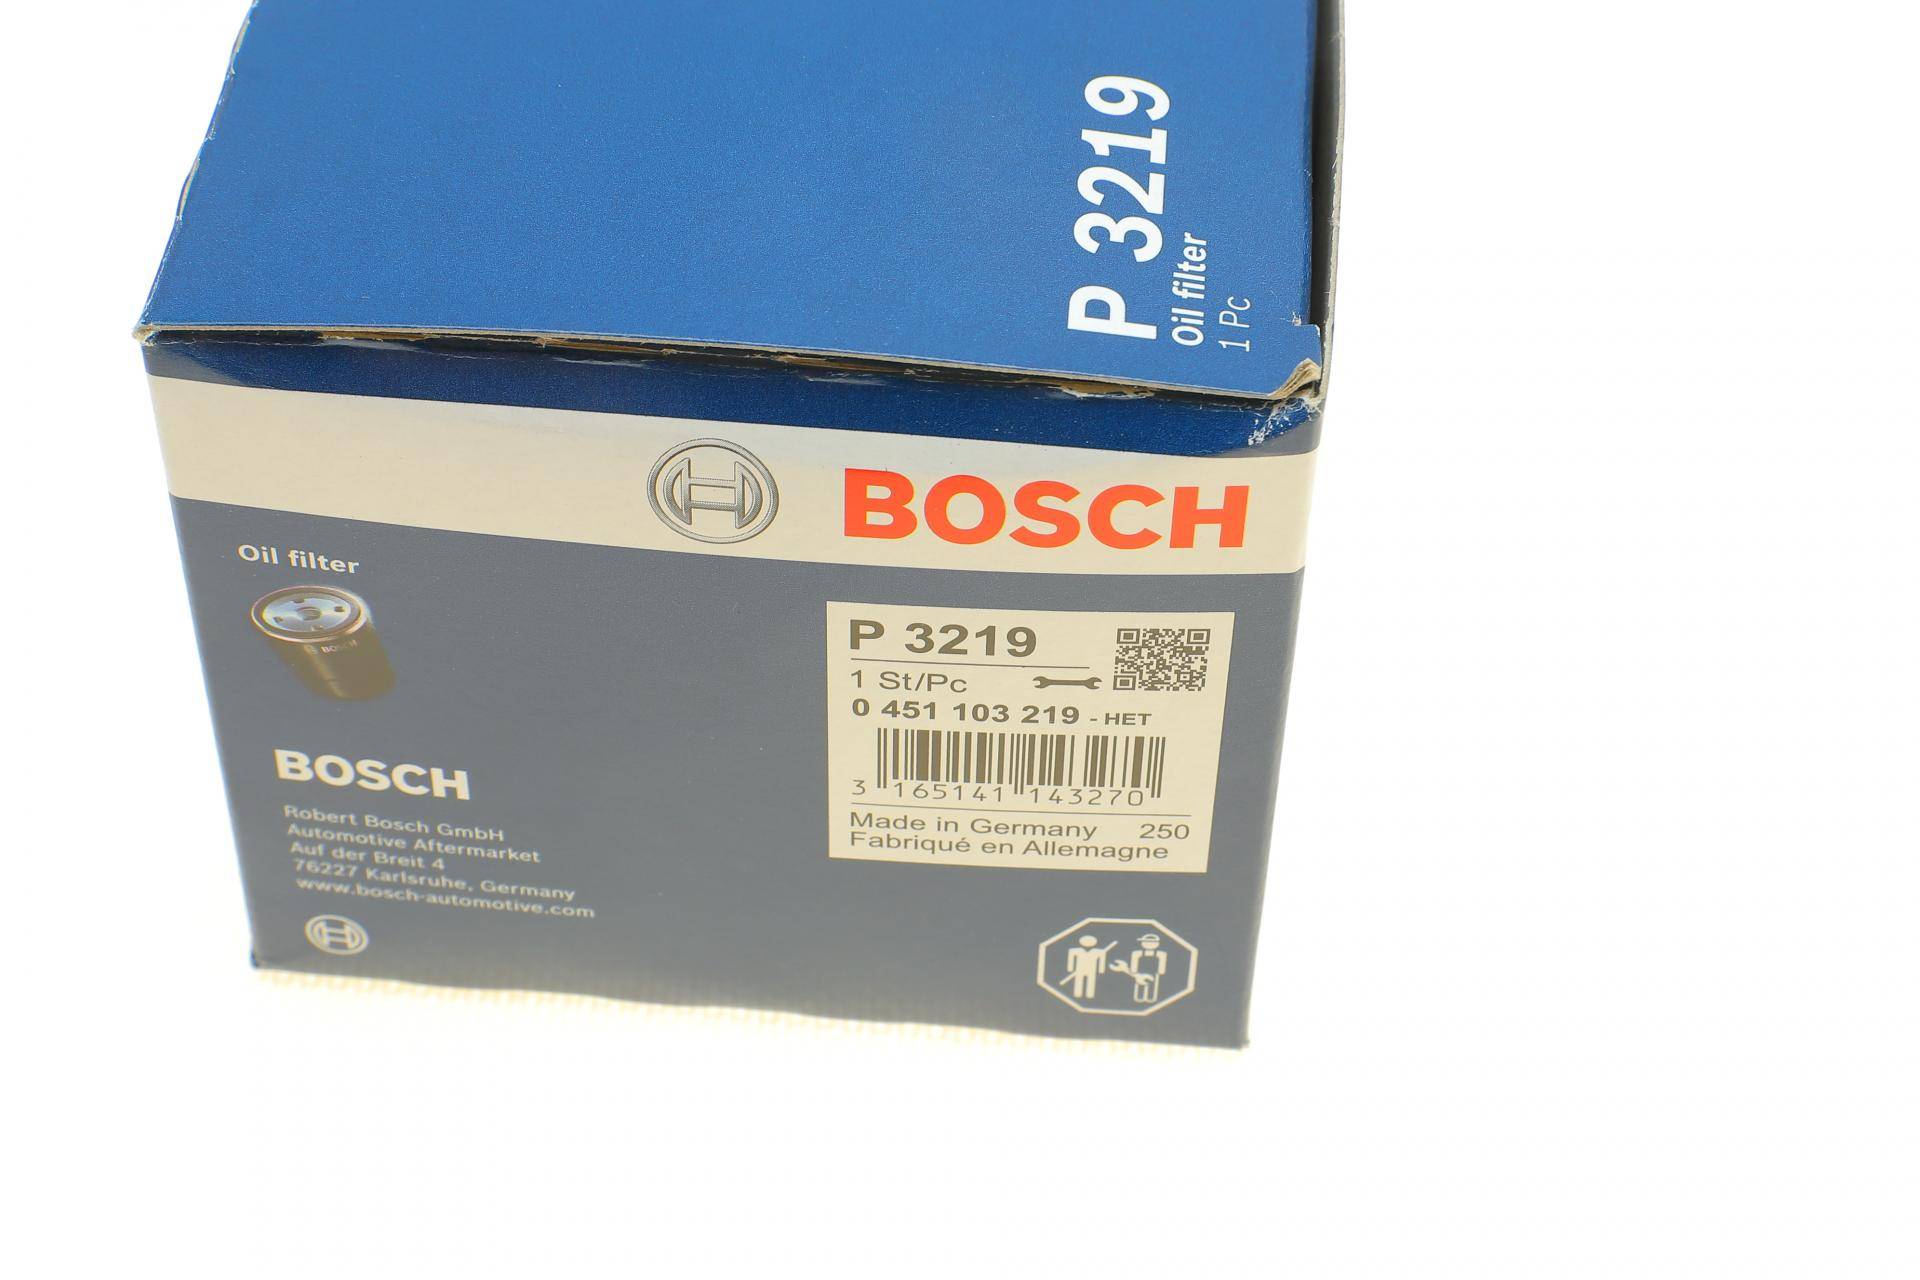 P 3219
Oil filter
1 Pc
BOSCH
Oil filter
BOSCH
P 3219
1 St/Pc
0 451 103 219 - HET
3 165141 143270
Made in Germany 250
Fabriqué en Allemagne
BOSCH
Robert Bosch GmbH
Automotive Aftermarket
Auf der Breit 4
76227 Karlsruhe, Germany
www.bosch-automotive.com